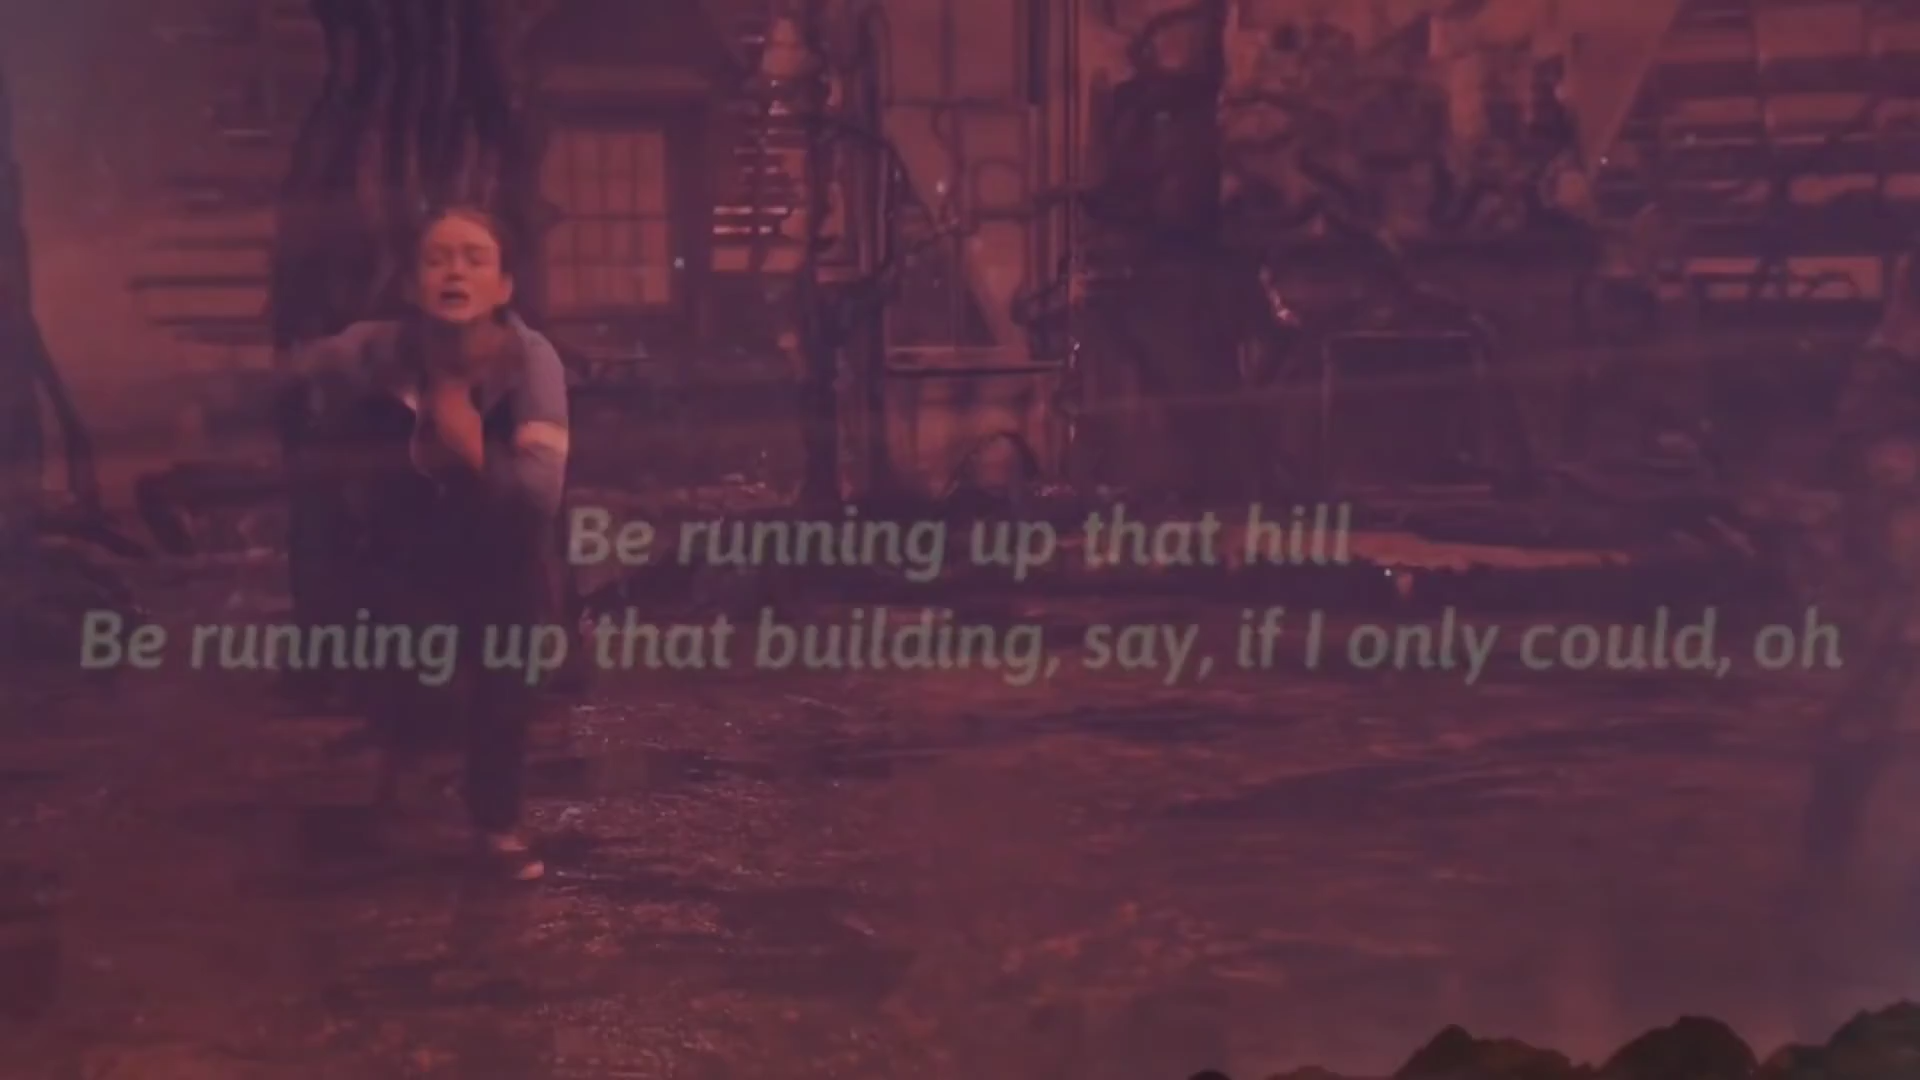 Be running up that hill
Be running up that building, say, if I only could, oh